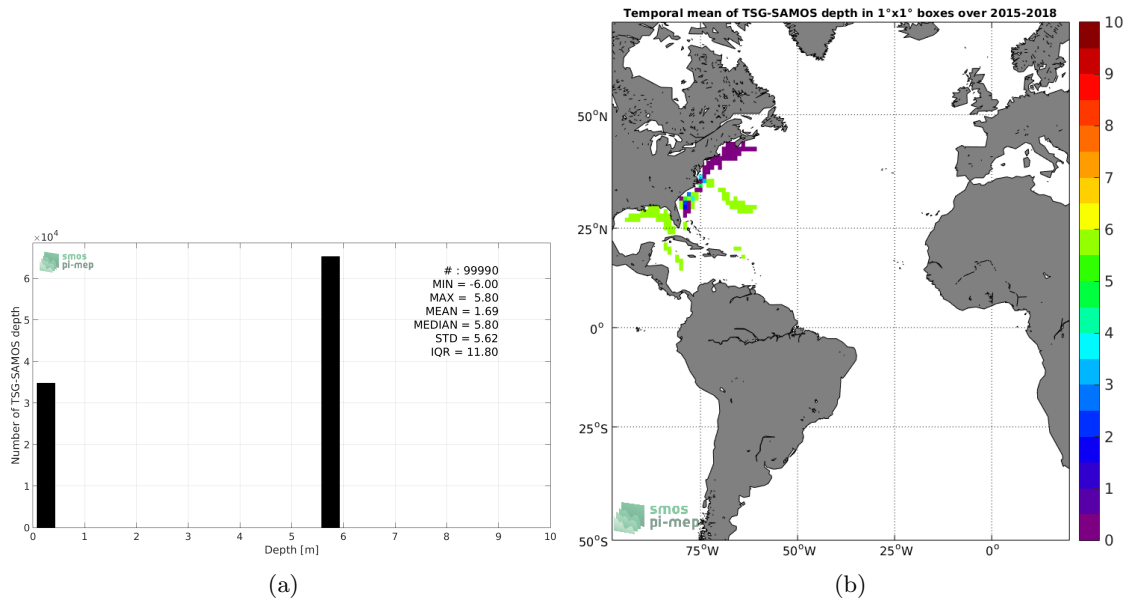 Temporal mean of TSG-SAMOS depth in 1°x1° boxes over 2015-2018
×10⁴
smos
pi-mep
# : 99990
MIN = -6.00
MAX = 5.80
MEAN = 1.69
MEDIAN = 5.80
STD = 5.62
IQR = 11.80
Number of TSG-SAMOS depth
6
5
4
3
2
1
0
0 1 2 3 4 5 6 7 8 9 10
Depth [m]
(a)
50°N
25°N
0°
25°S
50°S
75°W 50°W 25°W 0°
smos
pi-mep
10
9
8
7
6
5
4
3
2
1
0
(b)